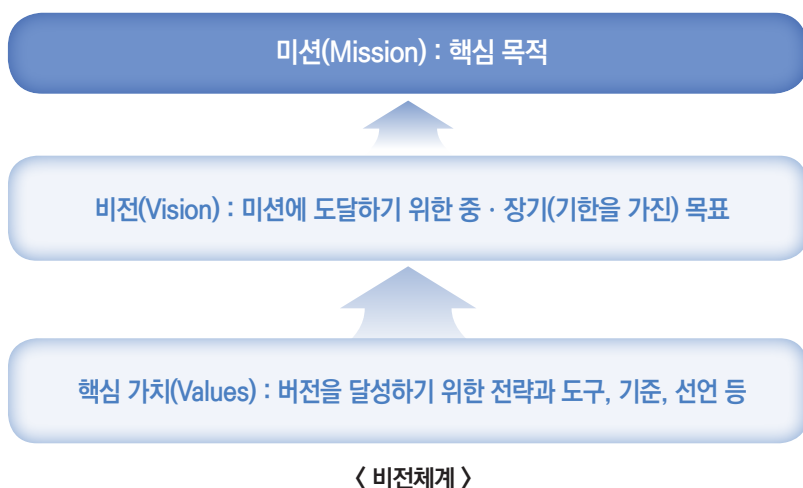 미션(Mission) : 핵심 목적
비전(Vision) : 미션에 도달하기 위한 중 · 장기(기한을 가진) 목표
핵심 가치(Values) : 버전을 달성하기 위한 전략과 도구, 기준, 선언 등
〈 비전체계 〉